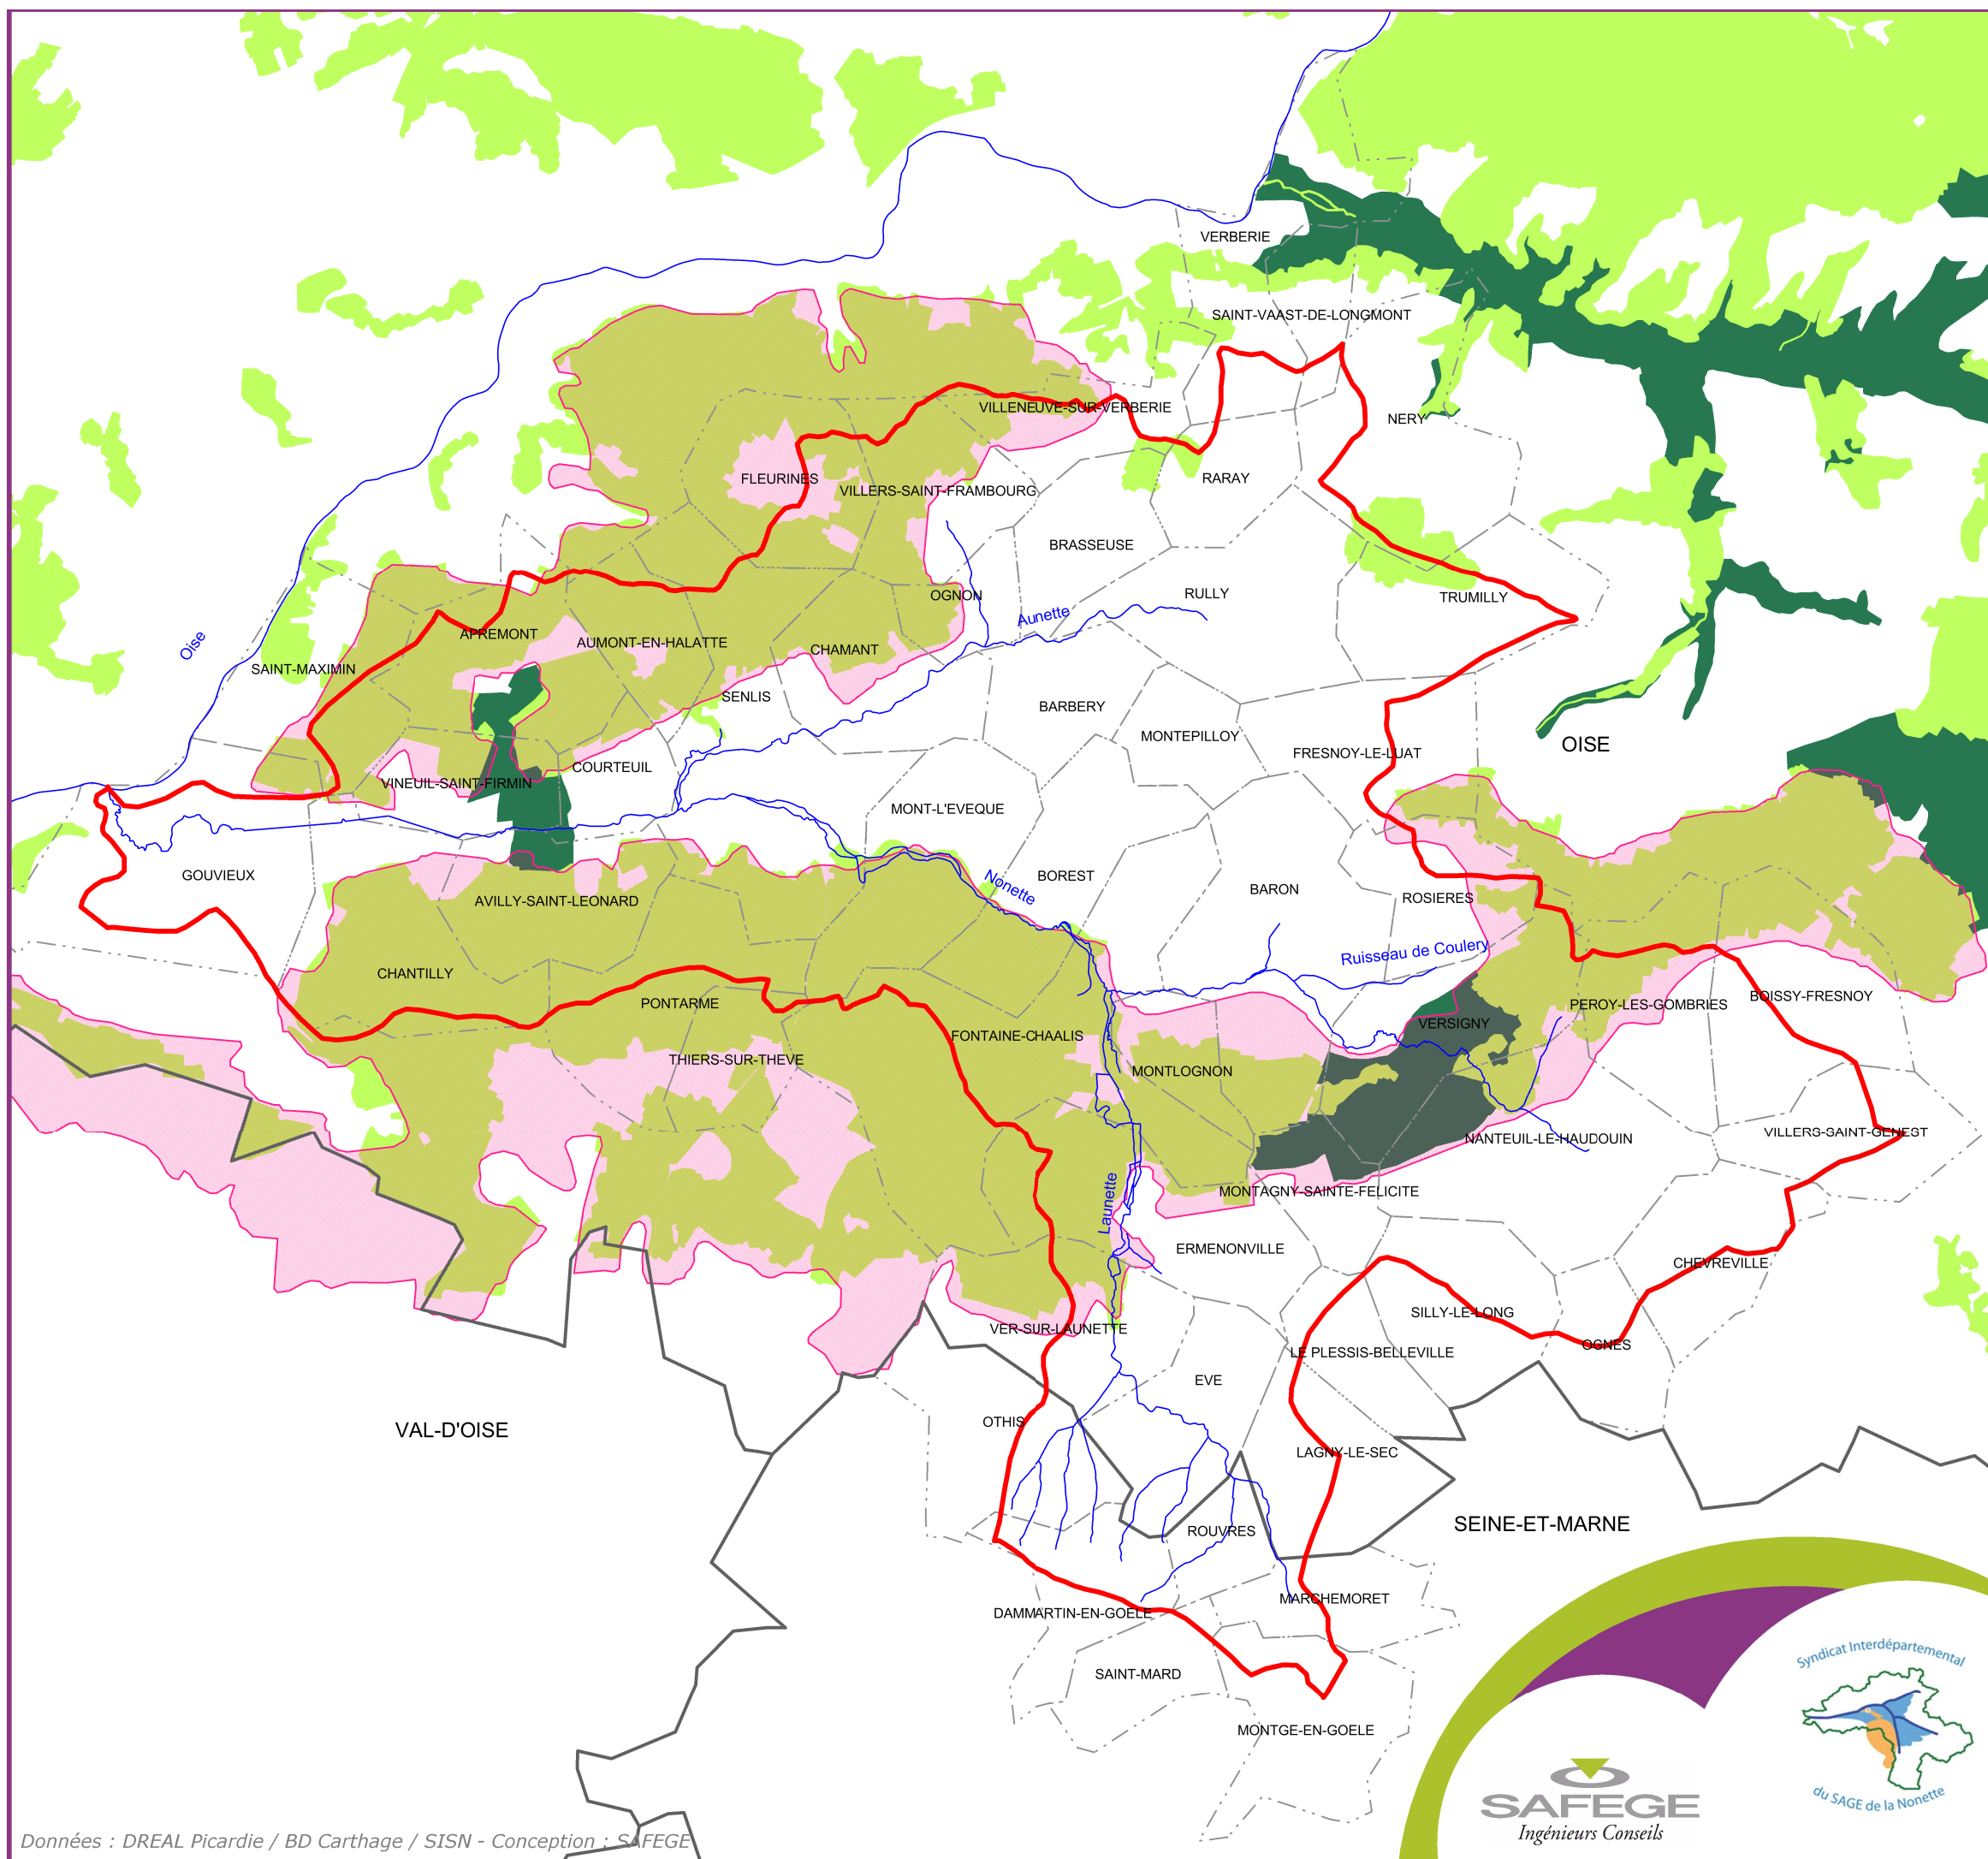 VERBERIE
SAINT-VAAST-DE-LONGMONT
VILLENEUVE-SUR-VERBERIE
NERY
FLEURINES
VILLERS-SAINT-FRAMBOURG
RARAY
BRASSEUSE
OGNON
RULLY
TRUMILLY
Aunette
Oise
APREMONT
AUMONT-EN-HALATTE
CHAMANT
SAINT-MAXIMIN
SENLIS
BARBERY
MONTEPILLOY
OISE
FRESNOY-LE-LUAT
COURTEUIL
VINEUIL-SAINT-FIRMIN
MONT-L'EVEQUE
GOUVIEUX
BOREST
Nonette
BARON
ROSIERES
AVILLY-SAINT-LEONARD
Ruisseau de Coulery
CHANTILLY
PONTARME
PEROY-LES-GOMBRIES
BOISSY-FRESNOY
VERSIGNY
FONTAINE-CHAALIS
THIERS-SUR-THEVE
MONTLOGNON
NANTEUIL-LE-HAUDOUIN
VILLERS-SAINT-GENEST
Launette
MONTAGNY-SAINTE-FELICITE
ERMENONVILLE
CHEVREVILLE
SILLY-LE-LONG
VER-SUR-LAUNETTE
OGNES
LE PLESSIS-BELLEVILLE
EVE
VAL-D'OISE
OTHIS
LAGNY-LE-SEC
SEINE-ET-MARNE
ROUVRES
MARCHEMORET
DAMMARTIN-EN-GOELE
SAINT-MARD
MONTGE-EN-GOELE
Syndicat Interdépartemental
du SAGE de la Nonette
SAFEGE
Ingénieurs Conseils
Données : DREAL Picardie / BD Carthage / SISN - Conception : SAFEGE